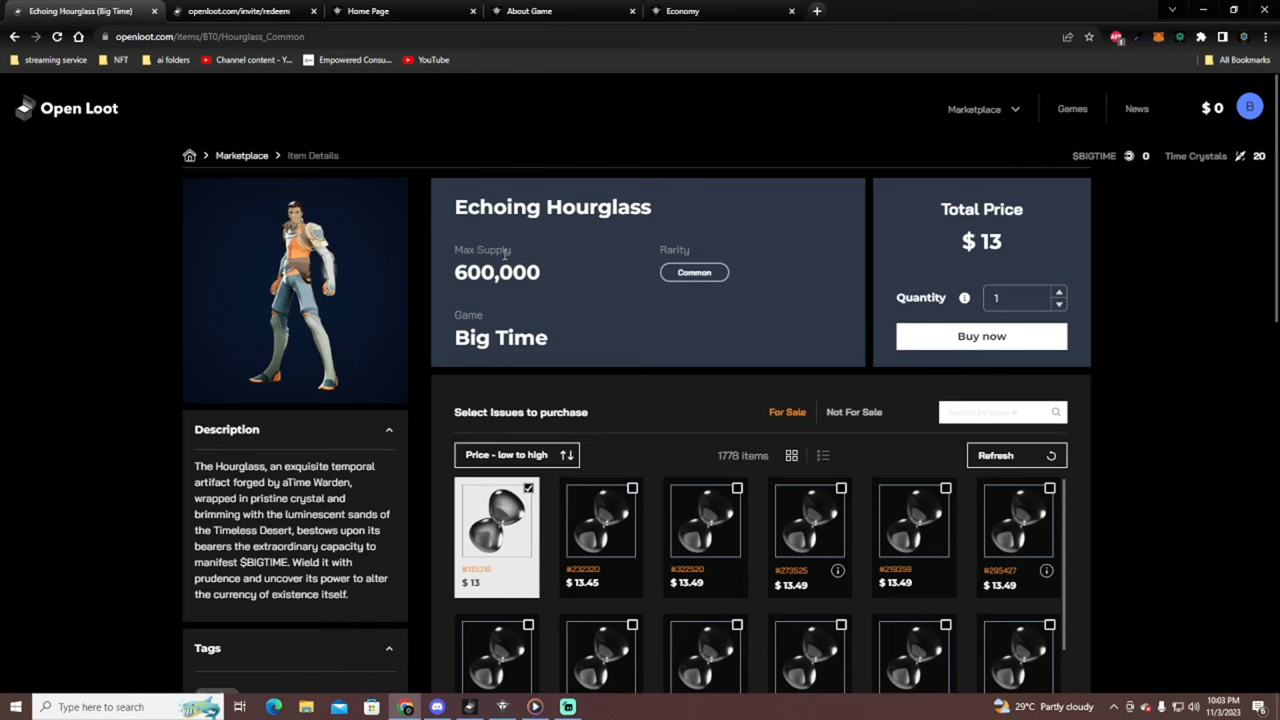 Echoing Hourglass (Big Time)
openloot.com/invite/redeem
Home Page
About Game
Economy
openloot.com/items/BT0/Hourglass_Common
streaming service
NFT
ai folders
Channel content - Y...
Empowered Consu...
YouTube
All Bookmarks
Open Loot
Marketplace
Games
News
$ 0
B
Marketplace
Item Details
$BIGTIME 0
Time Crystals 20
Echoing Hourglass
Max Supply
600,000
Rarity
Common
Game
Big Time
Total Price
$ 13
Quantity
1
Buy now
Description
The Hourglass, an exquisite temporal
artifact forged by aTime Warden,
wrapped in pristine crystal and
brimming with the luminescent sands of
the Timeless Desert, bestows upon its
bearers the extraordinary capacity to
manifest $BIGTIME. Wield it with
prudence and uncover its power to alter
the currency of existence itself.
Tags
Select Issues to purchase
For Sale
Not For Sale
Search by Issue #
Price - low to high
1778 items
Refresh
#115016
$ 13
#232320
$ 13.45
#322520
$ 13.49
#273525
$ 13.49
#219359
$ 13.49
#295427
$ 13.49
Type here to search
29°C Partly cloudy
10:03 PM
11/3/2023